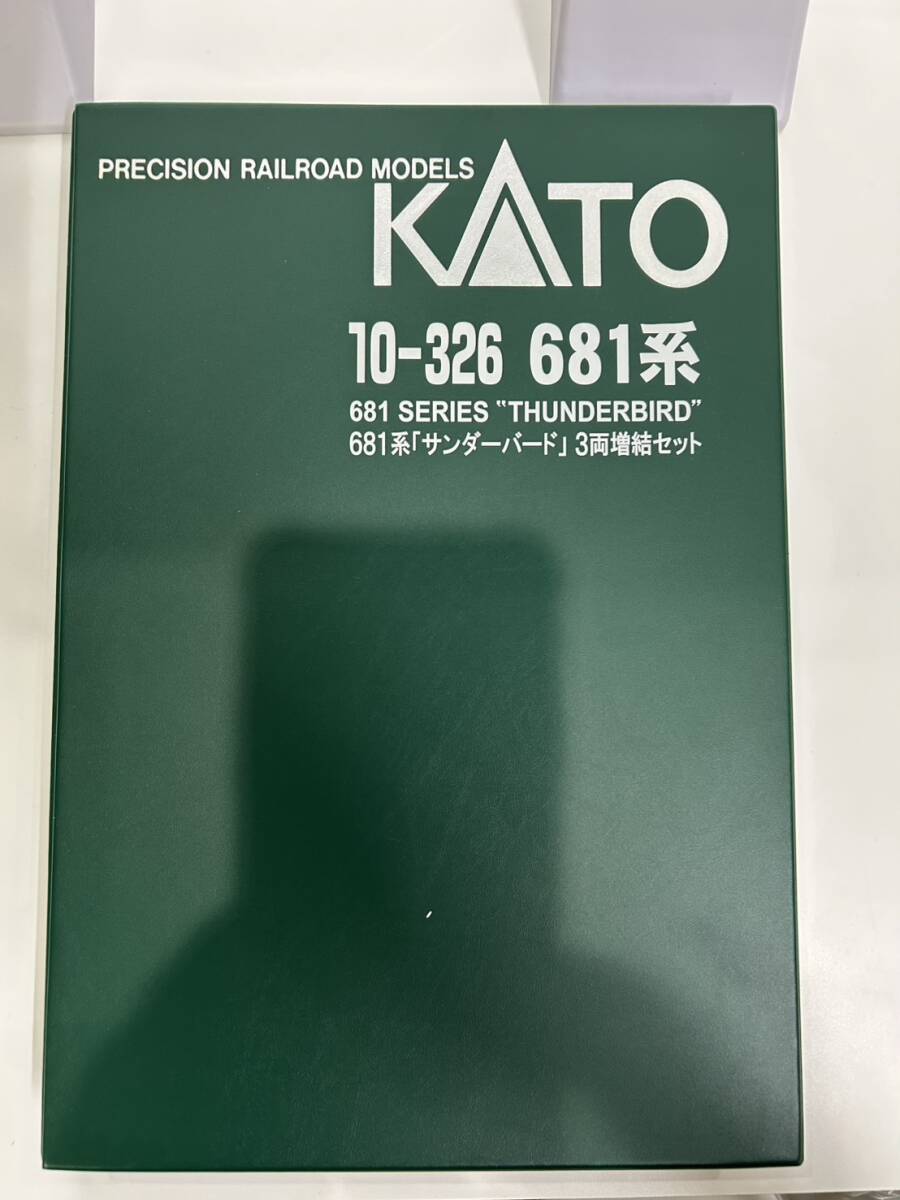 PRECISION RAILROAD MODELS
KATO
10-326 681系
681 SERIES "THUNDERBIRD"
681系「サンダーバード」3両増結セット